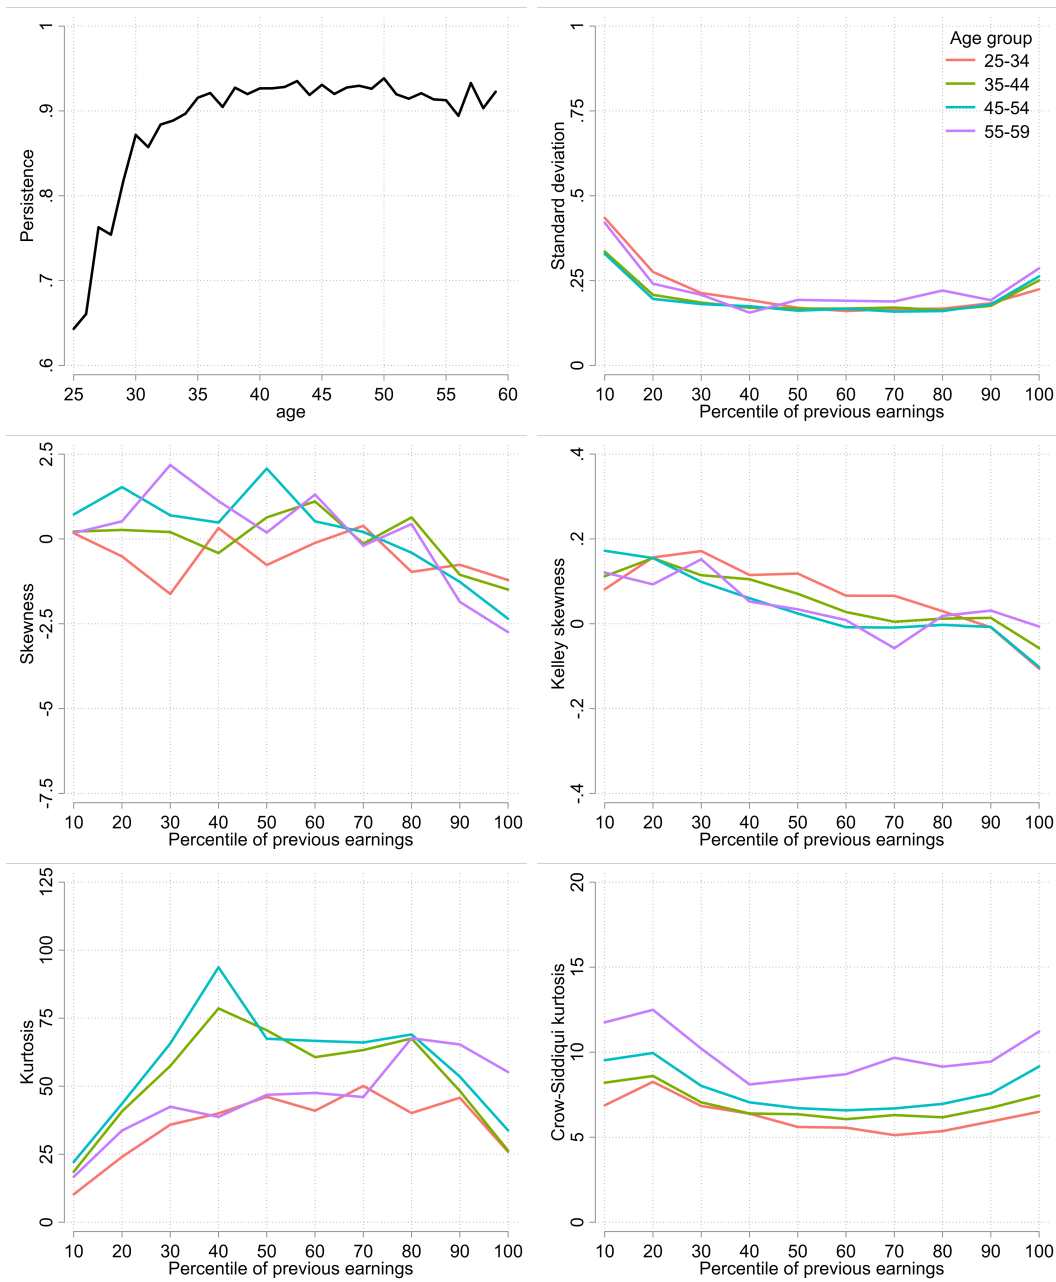 1
.9
.8
.7
.6
Persistence
25 30 35 40 45 50 55 60
age
1
.75
.5
.25
0
Standard deviation
Age group
25-34
35-44
45-54
55-59
10 20 30 40 50 60 70 80 90 100
Percentile of previous earnings
2.5
0
-2.5
-5
-7.5
Skewness
10 20 30 40 50 60 70 80 90 100
Percentile of previous earnings
.4
.2
0
-.2
-.4
Kelley skewness
10 20 30 40 50 60 70 80 90 100
Percentile of previous earnings
125
100
75
50
25
0
Kurtosis
10 20 30 40 50 60 70 80 90 100
Percentile of previous earnings
20
15
10
5
0
Crow-Siddiqui kurtosis
10 20 30 40 50 60 70 80 90 100
Percentile of previous earnings